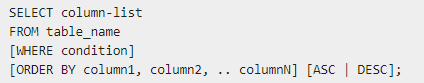 SELECT column-list
FROM table_name
[WHERE condition]
[ORDER BY column1, column2, .. columnN] [ASC | DESC];